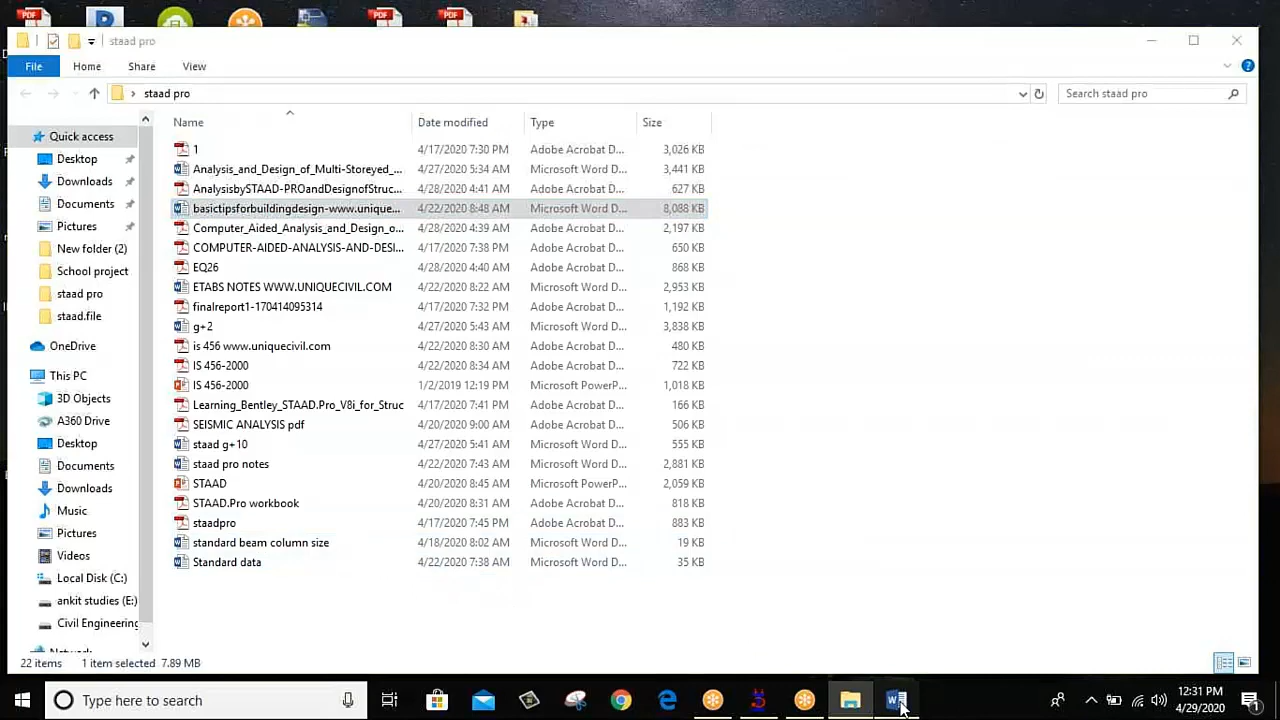 PDF PDF PDF
staad pro
File Home Share View
staad pro Search staad pro
Name Date modified Type Size
Quick access
Desktop
Downloads
Documents
Pictures
New folder (2)
School project
staad pro
staad.file
OneDrive
This PC
3D Objects
A360 Drive
Desktop
Documents
Downloads
Music
Pictures
Videos
Local Disk (C:)
ankit studies (E:)
Civil Engineering
Network
1 4/17/2020 7:30 PM Adobe Acrobat D... 3,026 KB
Analysis_and_Design_of_Multi-Storeyed_... 4/27/2020 5:34 AM Microsoft Word D... 3,441 KB
AnalysisbySTAAD-PROandDesignofStruc... 4/28/2020 4:41 AM Adobe Acrobat D... 627 KB
basictipsforbuildingdesign-www.unique... 4/22/2020 8:48 AM Microsoft Word D... 8,088 KB
Computer_Aided_Analysis_and_Design_o... 4/28/2020 4:39 AM Adobe Acrobat D... 2,197 KB
COMPUTER-AIDED-ANALYSIS-AND-DESI... 4/17/2020 7:38 PM Adobe Acrobat D... 650 KB
EQ26 4/28/2020 4:40 AM Adobe Acrobat D... 868 KB
ETABS NOTES WWW.UNIQUECIVIL.COM 4/22/2020 8:22 AM Microsoft Word D... 2,953 KB
finalreport1-170414095314 4/17/2020 7:32 PM Adobe Acrobat D... 1,192 KB
g+2 4/27/2020 5:43 AM Microsoft Word D... 3,838 KB
is 456 www.uniquecivil.com 4/22/2020 8:30 AM Adobe Acrobat D... 480 KB
IS 456-2000 4/22/2020 8:34 AM Adobe Acrobat D... 722 KB
IS 456-2000 1/2/2019 12:19 PM Microsoft PowerP... 1,018 KB
Learning_Bentley_STAAD.Pro_V8i_for_Struc 4/17/2020 7:41 PM Adobe Acrobat D... 166 KB
SEISMIC ANALYSIS pdf 4/20/2020 9:00 AM Adobe Acrobat D... 506 KB
staad g+10 4/27/2020 5:41 AM Microsoft Word D... 555 KB
staad pro notes 4/22/2020 7:43 AM Microsoft Word D... 2,881 KB
STAAD 4/20/2020 8:45 AM Microsoft PowerP... 2,059 KB
STAAD.Pro workbook 4/20/2020 8:31 AM Adobe Acrobat D... 818 KB
staadpro 4/17/2020 7:45 PM Adobe Acrobat D... 883 KB
standard beam column size 4/18/2020 8:02 AM Microsoft Word D... 19 KB
Standard data 4/22/2020 7:38 AM Microsoft Word D... 35 KB
22 items 1 item selected 7.89 MB
Type here to search
12:31 PM
4/29/2020